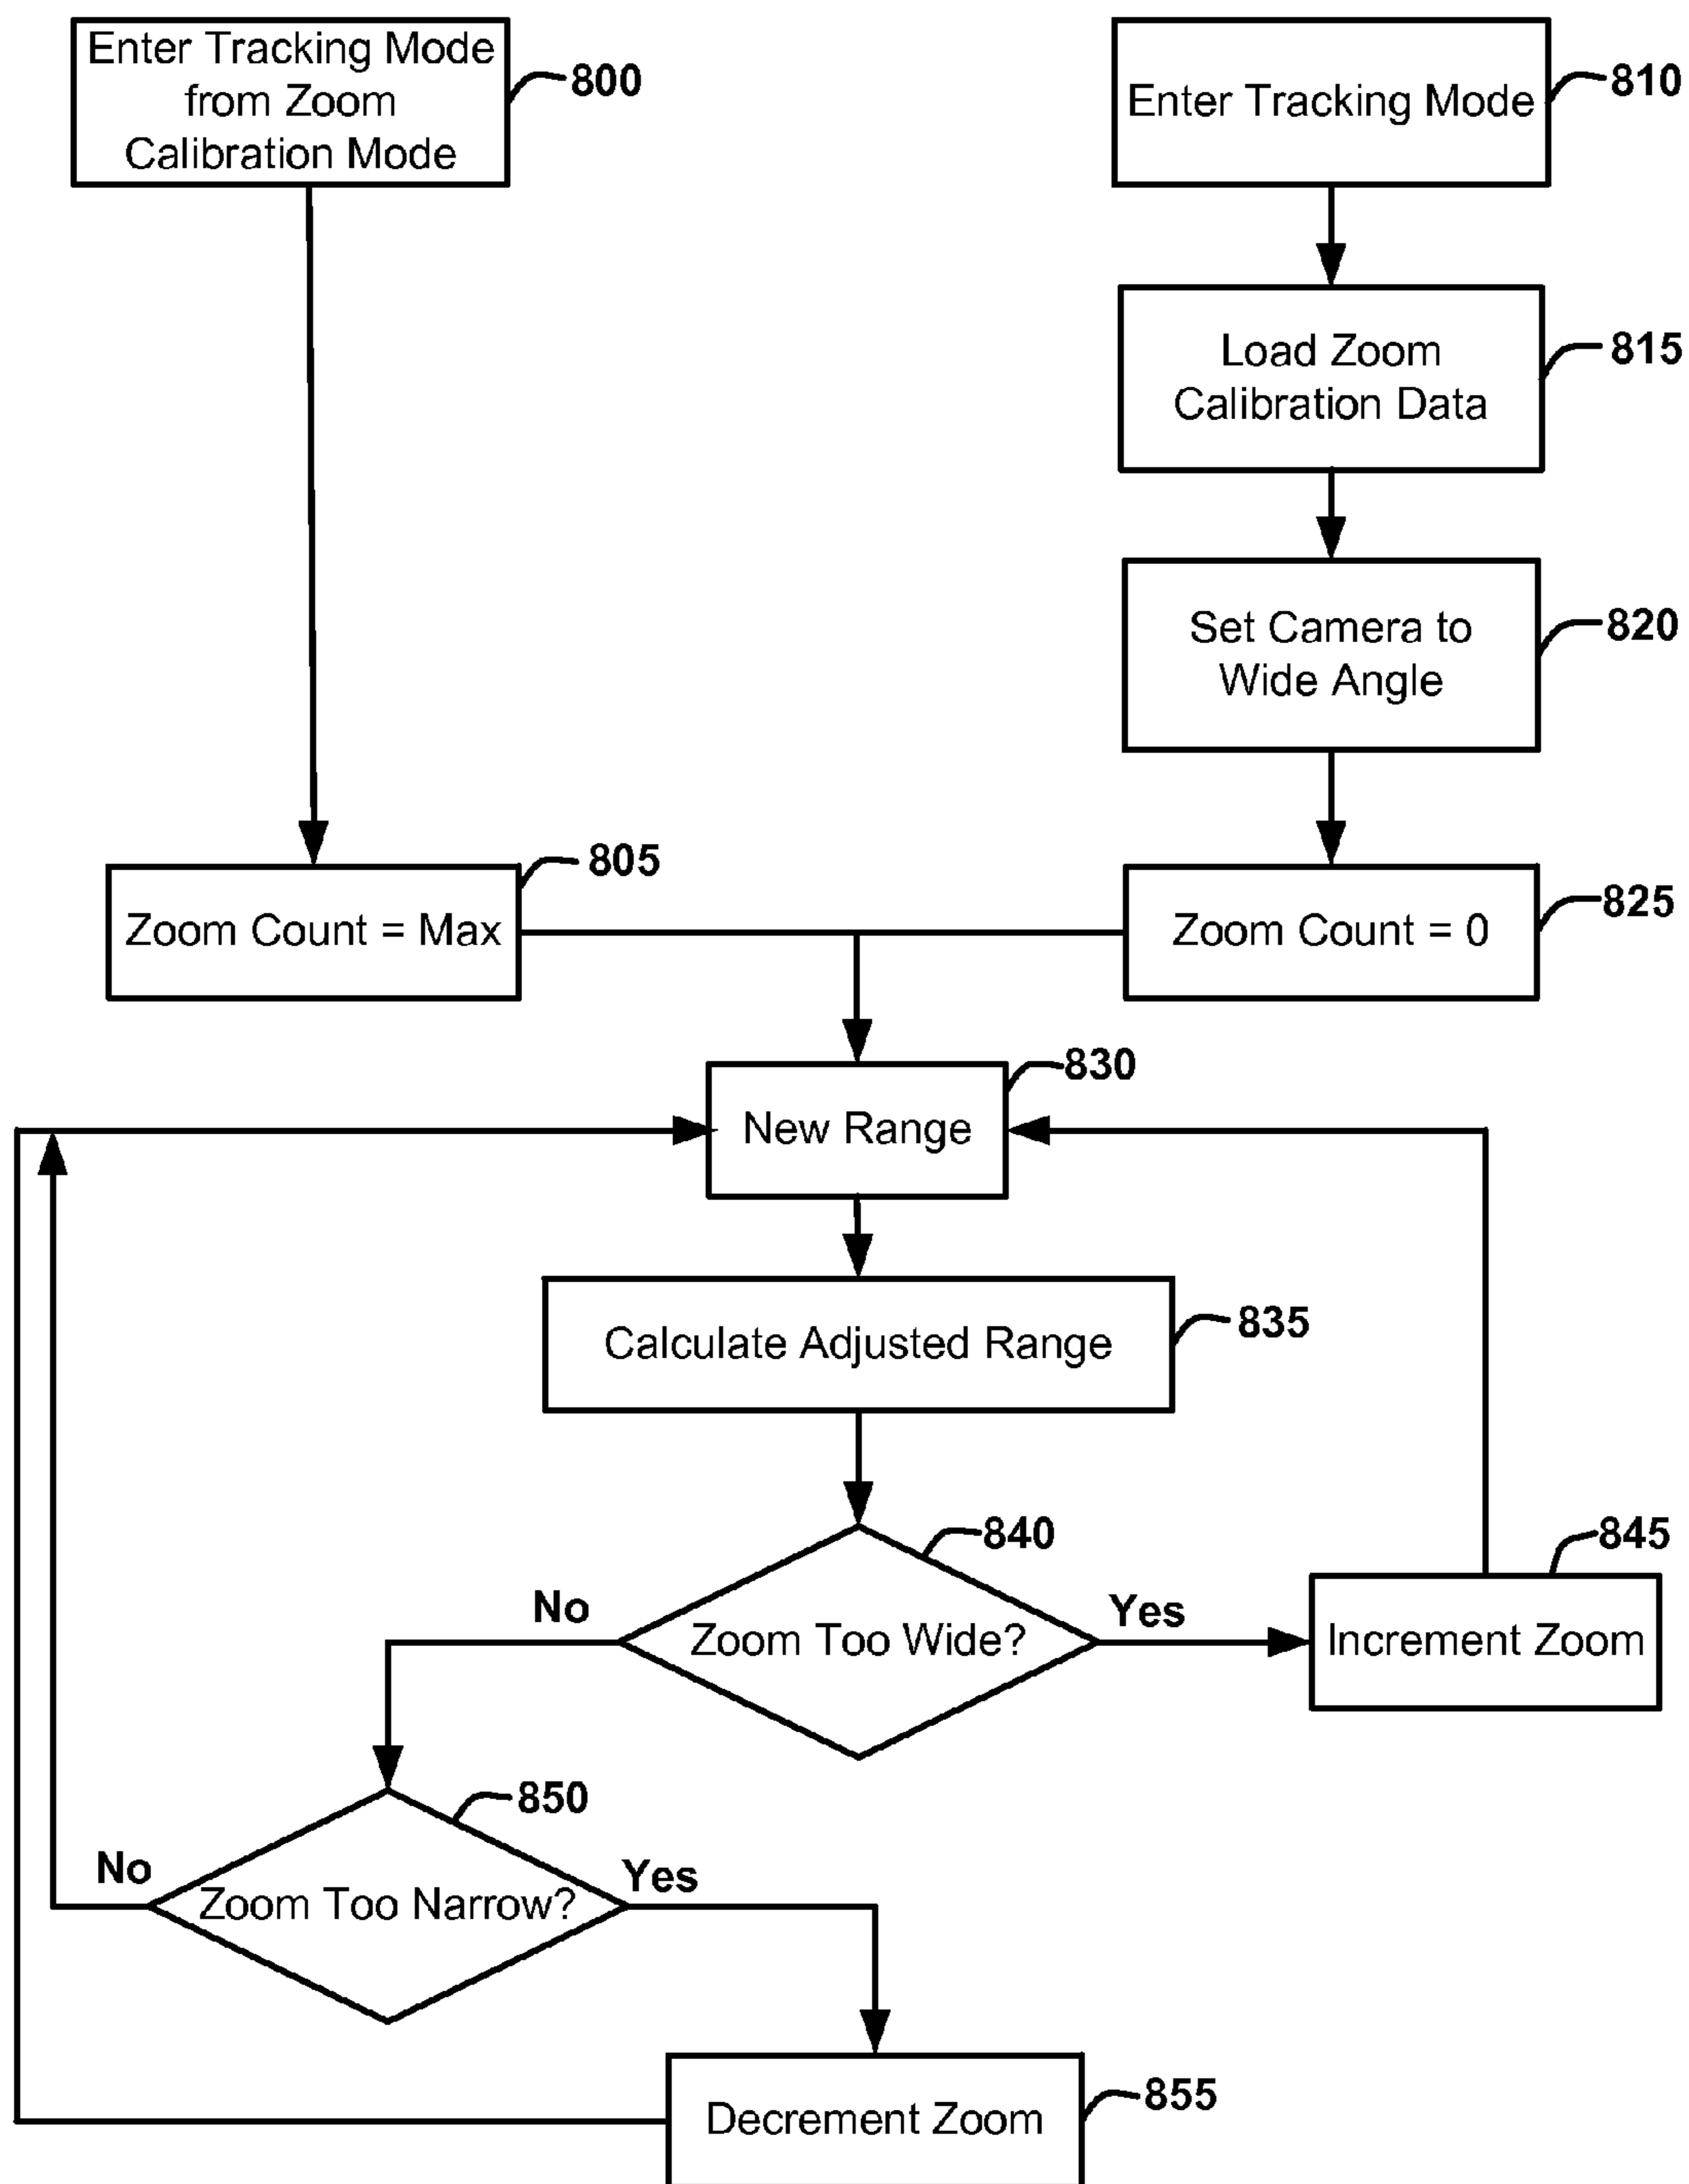 Enter Tracking Mode
from Zoom
Calibration Mode
800
Enter Tracking Mode
810
Load Zoom
Calibration Data
815
Set Camera to
Wide Angle
820
Zoom Count = Max
805
Zoom Count = 0
825
New Range
830
Calculate Adjusted Range
835
Zoom Too Wide?
840
No
Yes
Increment Zoom
845
Zoom Too Narrow?
850
No
Yes
Decrement Zoom
855